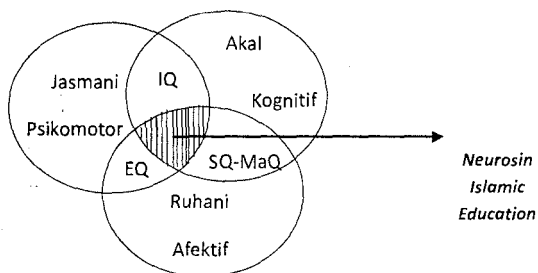 Akal
Jasmani
IQ
Kognitif
Psikomotor
EQ
SQ-MaQ
Ruhani
Afektif
Neurosin
Islamic
Education